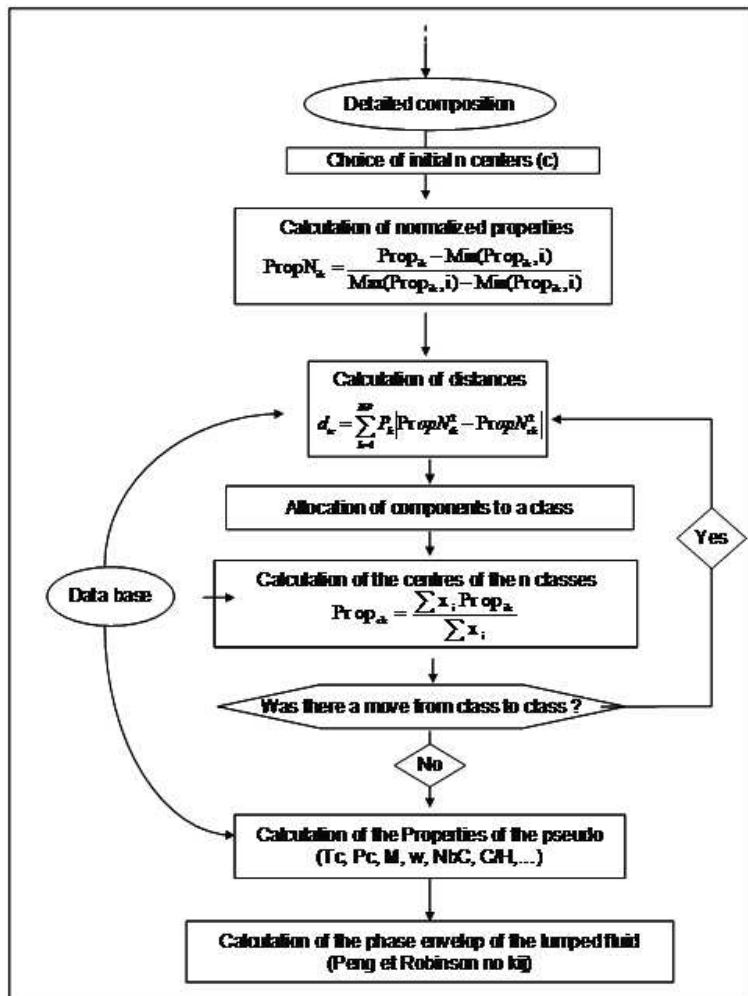 Detailed composition
Choice of initial n centers (c)
Calculation of normalized properties
PropN_ik = (Prop_ik − Min(Prop_ik, i)) / (Max(Prop_ik, i) − Min(Prop_ik, i))
Calculation of distances
Allocation of components to a class
Yes
Calculation of the centres of the n classes
Data base
Prop_ck = ∑ x_i Prop_ik / ∑ x_i
Was there a move from class to class ?
No
Calculation of the Properties of the pseudo
(Tc, Pc, M, w, NbC, C/H,...)
Calculation of the phase envelop of the lumped fluid
(Peng et Robinson no kij)